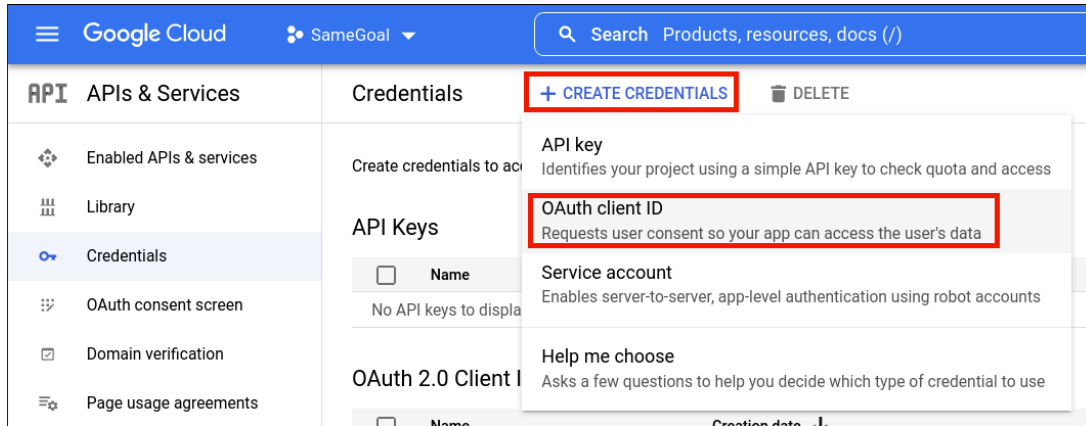 Google Cloud
SameGoal
Search Products, resources, docs (/)
API APIs & Services
Credentials
+ CREATE CREDENTIALS
DELETE
Enabled APIs & services
Library
Credentials
OAuth consent screen
Domain verification
Page usage agreements
Create credentials to ac
API Keys
Name
No API keys to displa
OAuth 2.0 Client I
Name
Creation date
API key
Identifies your project using a simple API key to check quota and access
OAuth client ID
Requests user consent so your app can access the user's data
Service account
Enables server-to-server, app-level authentication using robot accounts
Help me choose
Asks a few questions to help you decide which type of credential to use